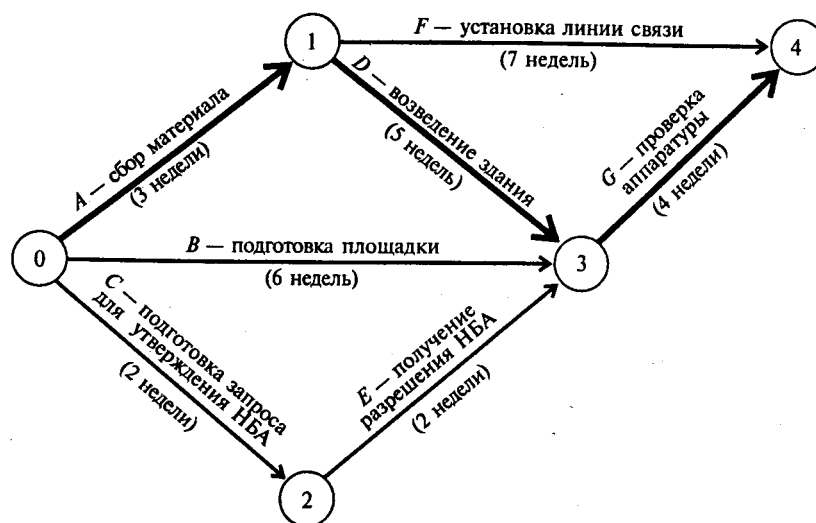 1
F — установка линии связи
(7 недель)
4
D — возведение здания
(5 недель)
A — сбор материала
(3 недели)
G — проверка
аппаратуры
(4 недели)
0
B — подготовка площадки
(6 недель)
3
C — подготовка запроса
для утверждения НБА
(2 недели)
E — получение
разрешения НБА
(2 недели)
2